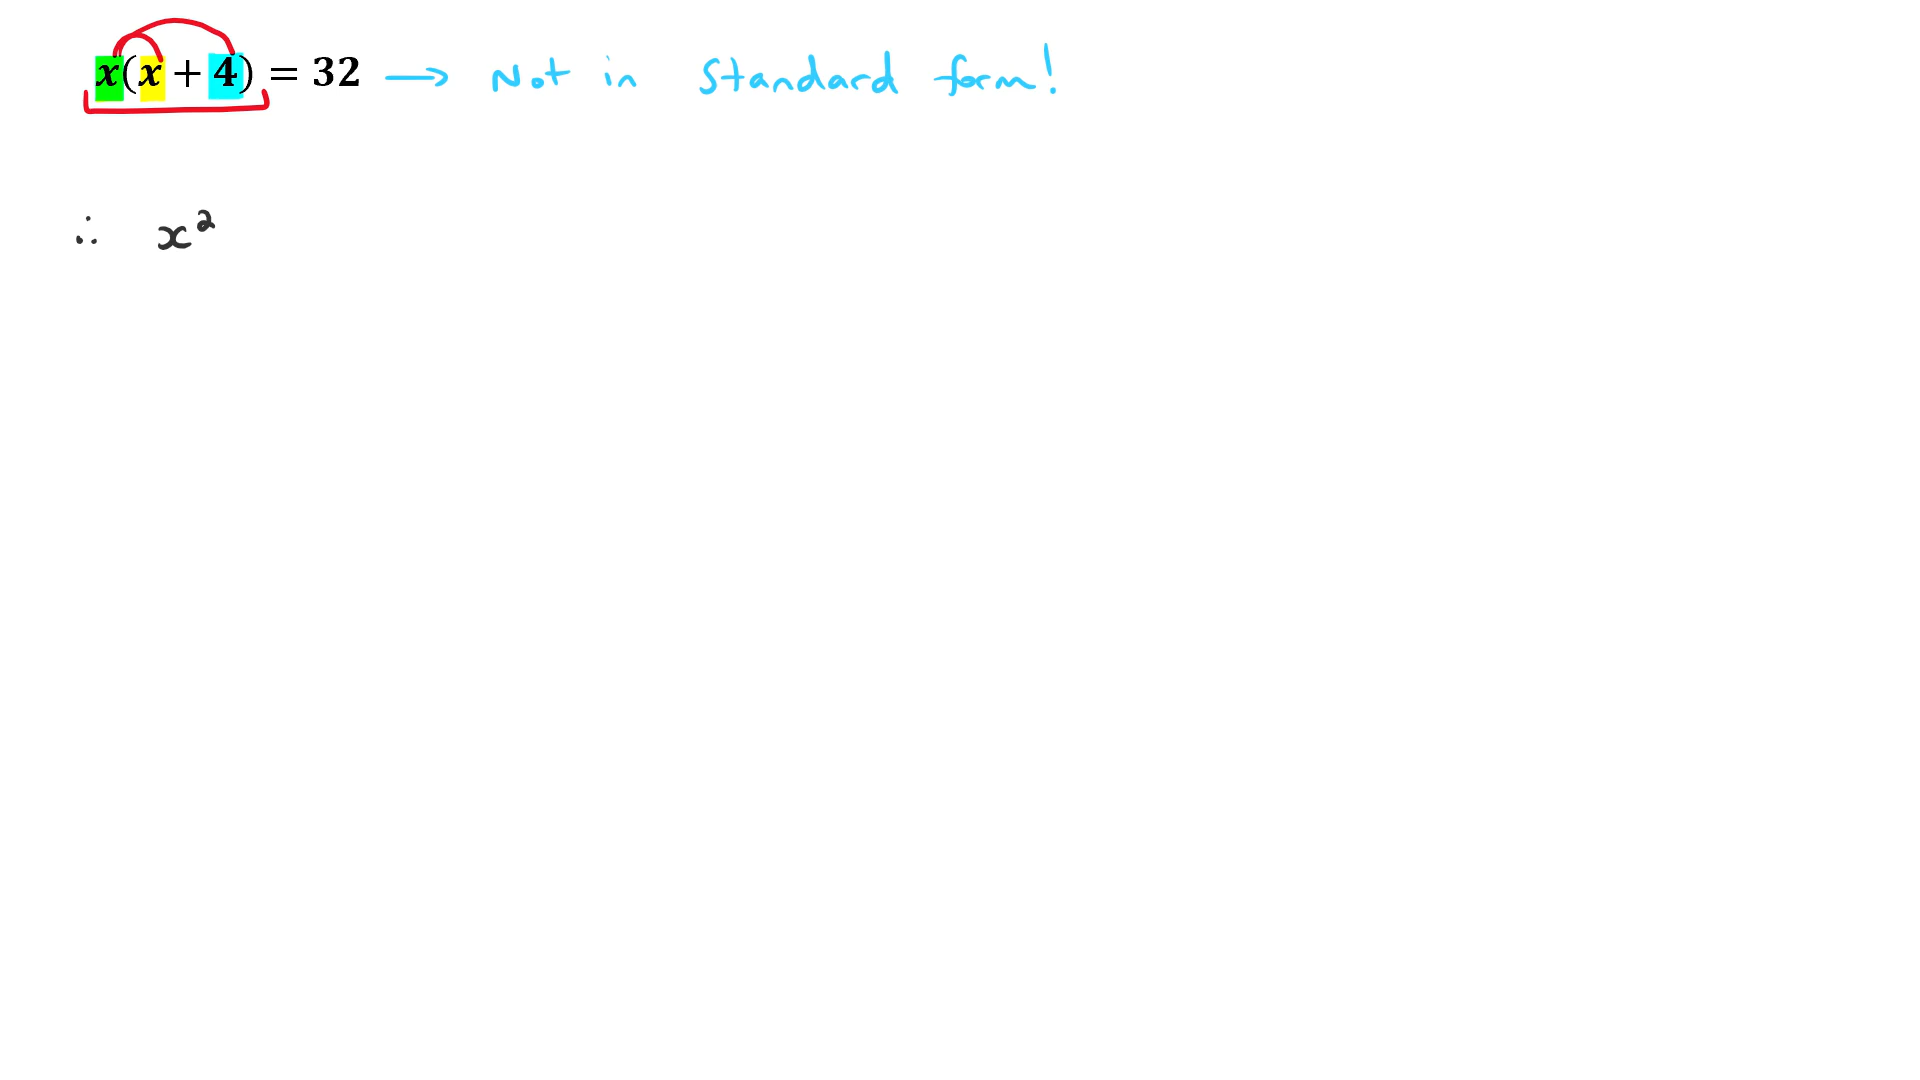 x(x + 4) = 32 → Not in standard form!
∴ x²